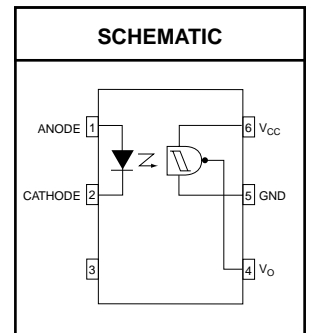 SCHEMATIC
ANODE 1
6 VCC
CATHODE 2
5 GND
3
4 VO